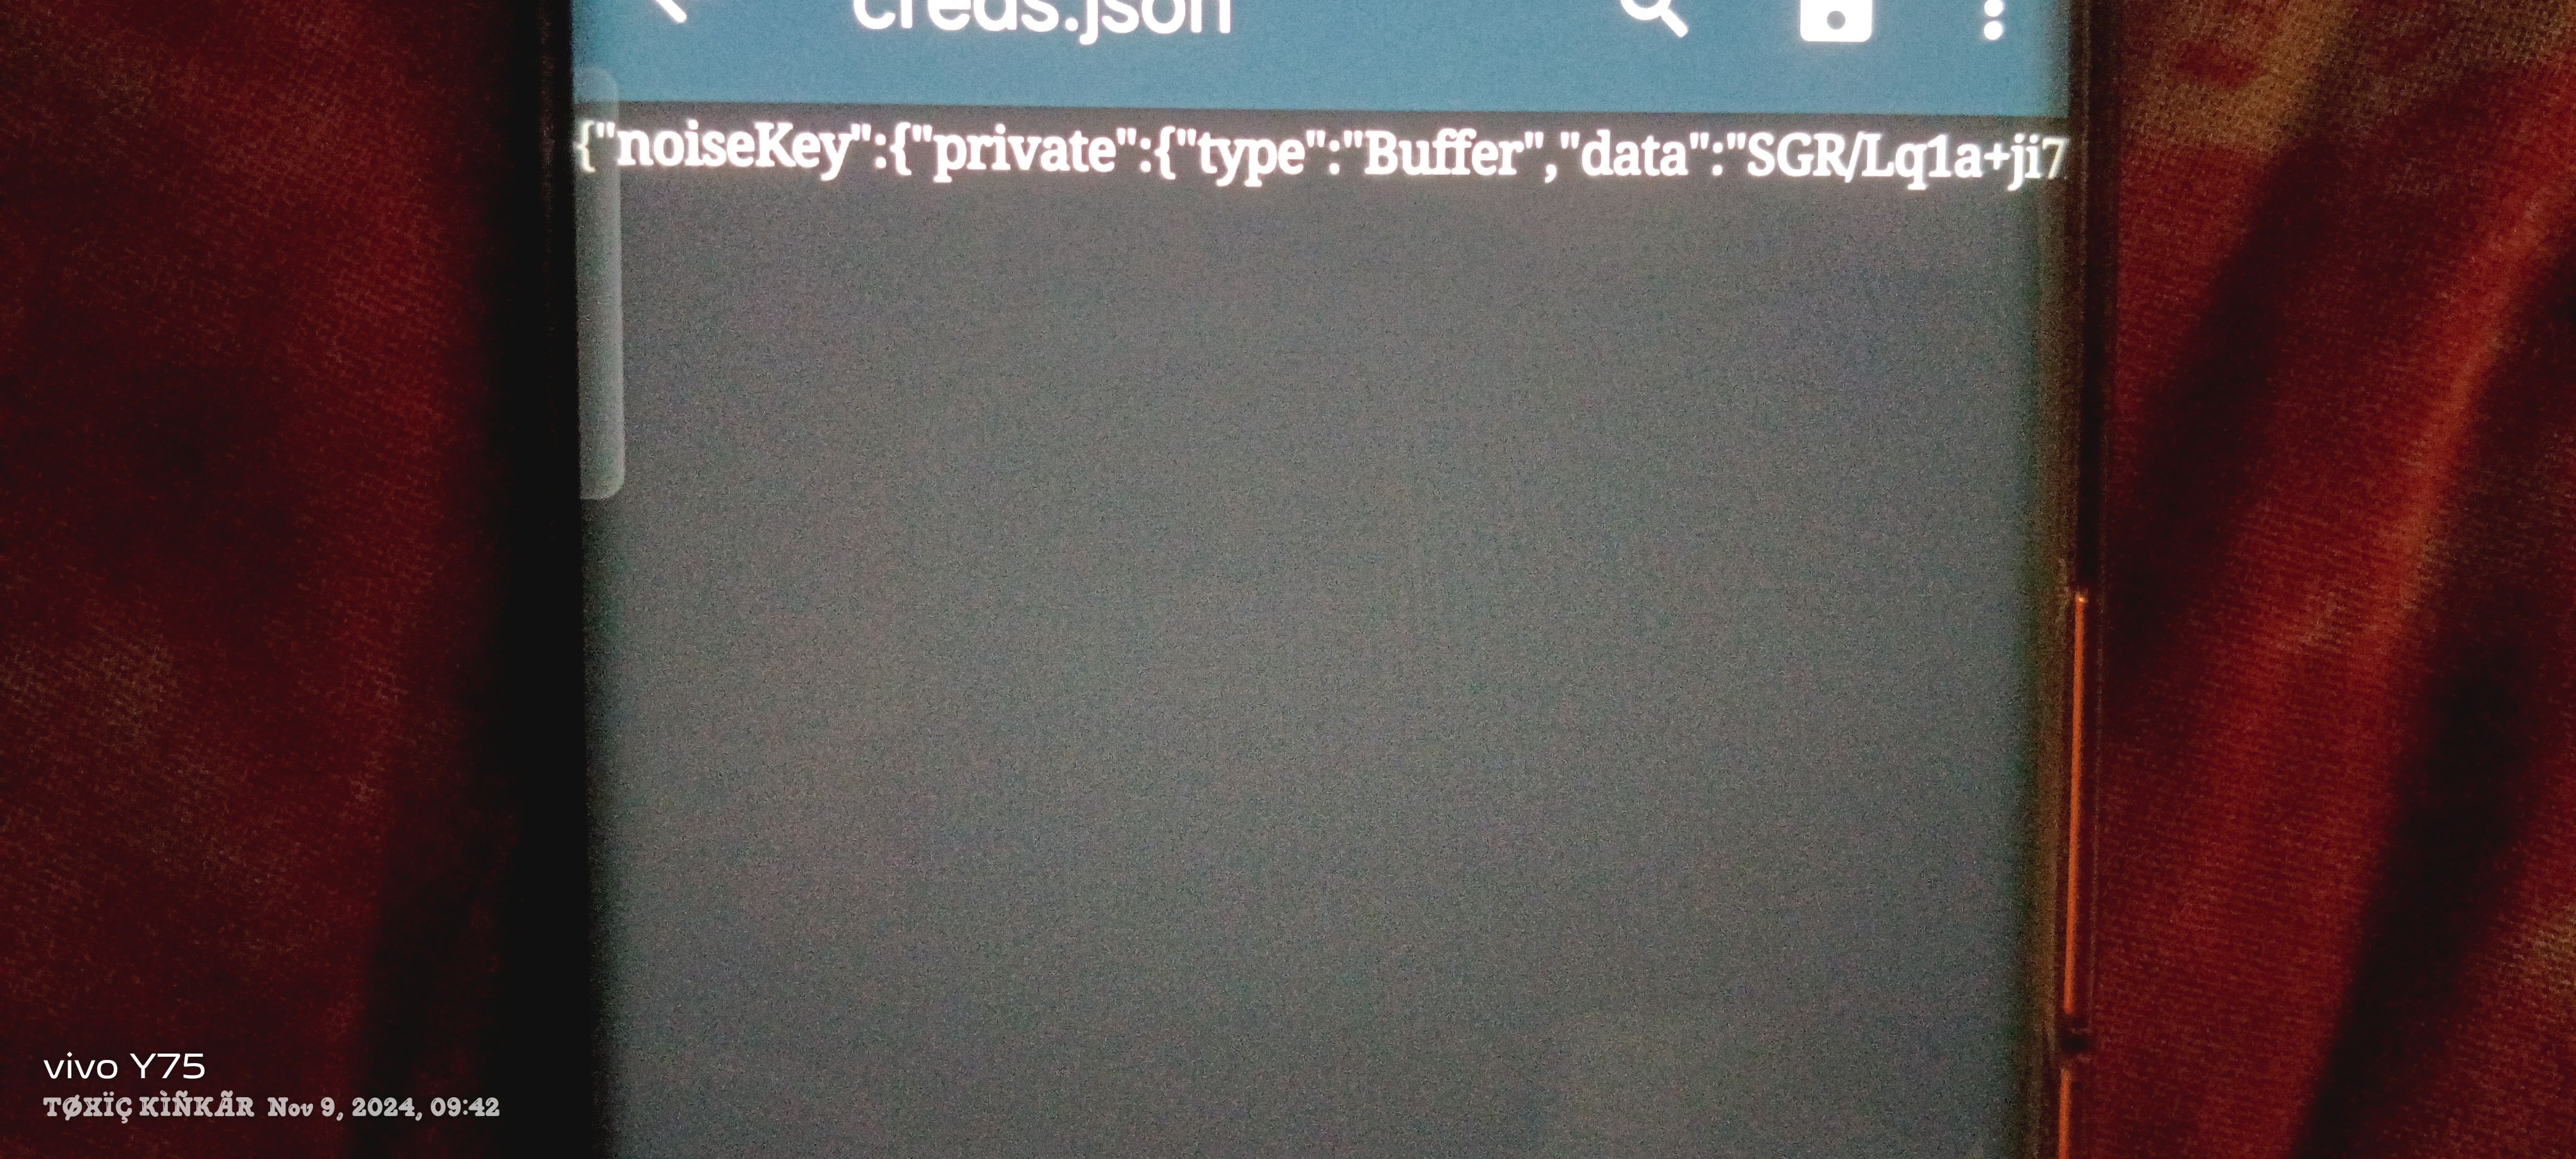 creds.json
{"noiseKey":{"private":{"type":"Buffer","data":"SGR/Lq1a+ji7
vivo Y75
TØXÏÇ KÌÑKÃR Nov 9, 2024, 09:42